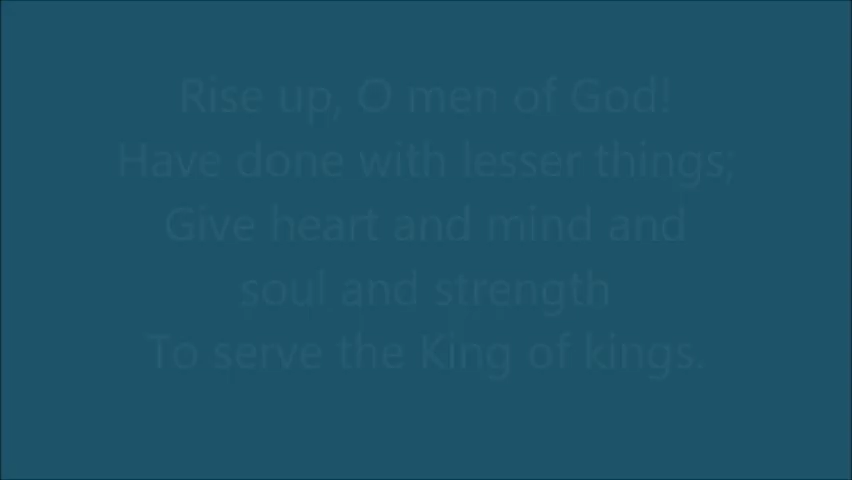 Rise up, O men of God!
Have done with lesser things;
Give heart and mind and
soul and strength
To serve the King of kings.